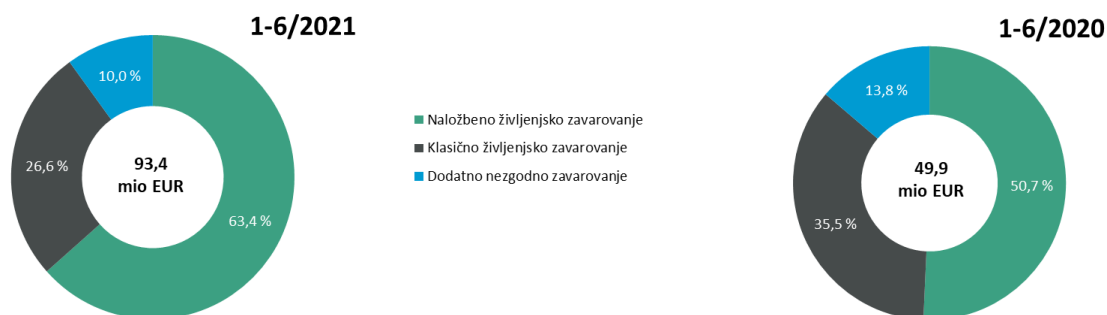 1-6/2021
10,0 %
26,6 %
93,4
mio EUR
63,4 %
Naložbeno življenjsko zavarovanje
Klasično življenjsko zavarovanje
Dodatno nezgodno zavarovanje
1-6/2020
13,8 %
49,9
mio EUR
50,7 %
35,5 %